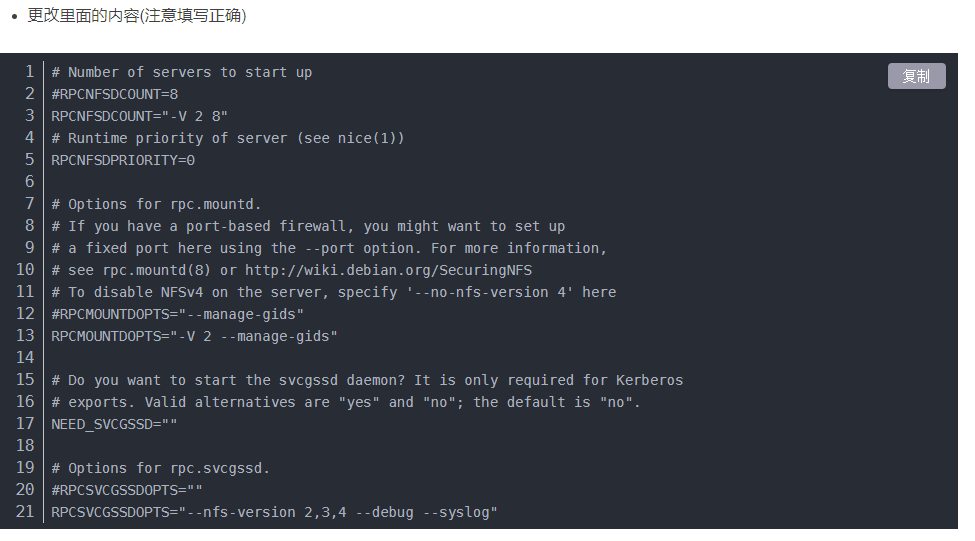 更改里面的内容(注意填写正确)
复制
1 # Number of servers to start up
2 #RPCNFSDCOUNT=8
3 RPCNFSDCOUNT="-V 2 8"
4 # Runtime priority of server (see nice(1))
5 RPCNFSDPRIORITY=0
6
7 # Options for rpc.mountd.
8 # If you have a port-based firewall, you might want to set up
9 # a fixed port here using the --port option. For more information,
10 # see rpc.mountd(8) or http://wiki.debian.org/SecuringNFS
11 # To disable NFSv4 on the server, specify '--no-nfs-version 4' here
12 #RPCMOUNTDOPTS="--manage-gids"
13 RPCMOUNTDOPTS="-V 2 --manage-gids"
14
15 # Do you want to start the svcgssd daemon? It is only required for Kerberos
16 # exports. Valid alternatives are "yes" and "no"; the default is "no".
17 NEED_SVCGSSD=""
18
19 # Options for rpc.svcgssd.
20 #RPCSVCGSSDOPTS=""
21 RPCSVCGSSDOPTS="--nfs-version 2,3,4 --debug --syslog"